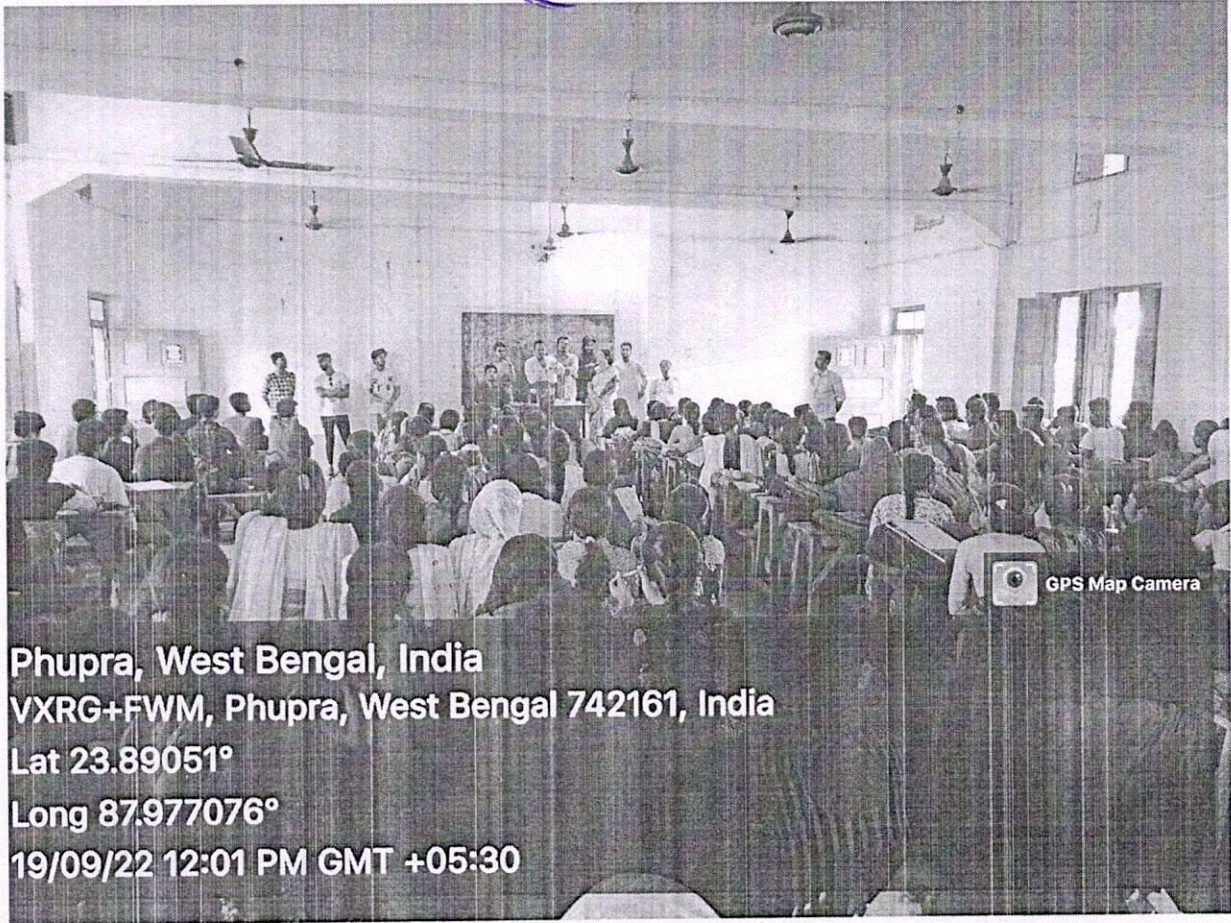 GPS Map Camera
Phupra, West Bengal, India
VXRG+FWM, Phupra, West Bengal 742161, India
Lat 23.89051°
Long 87.977076°
19/09/22 12:01 PM GMT +05:30